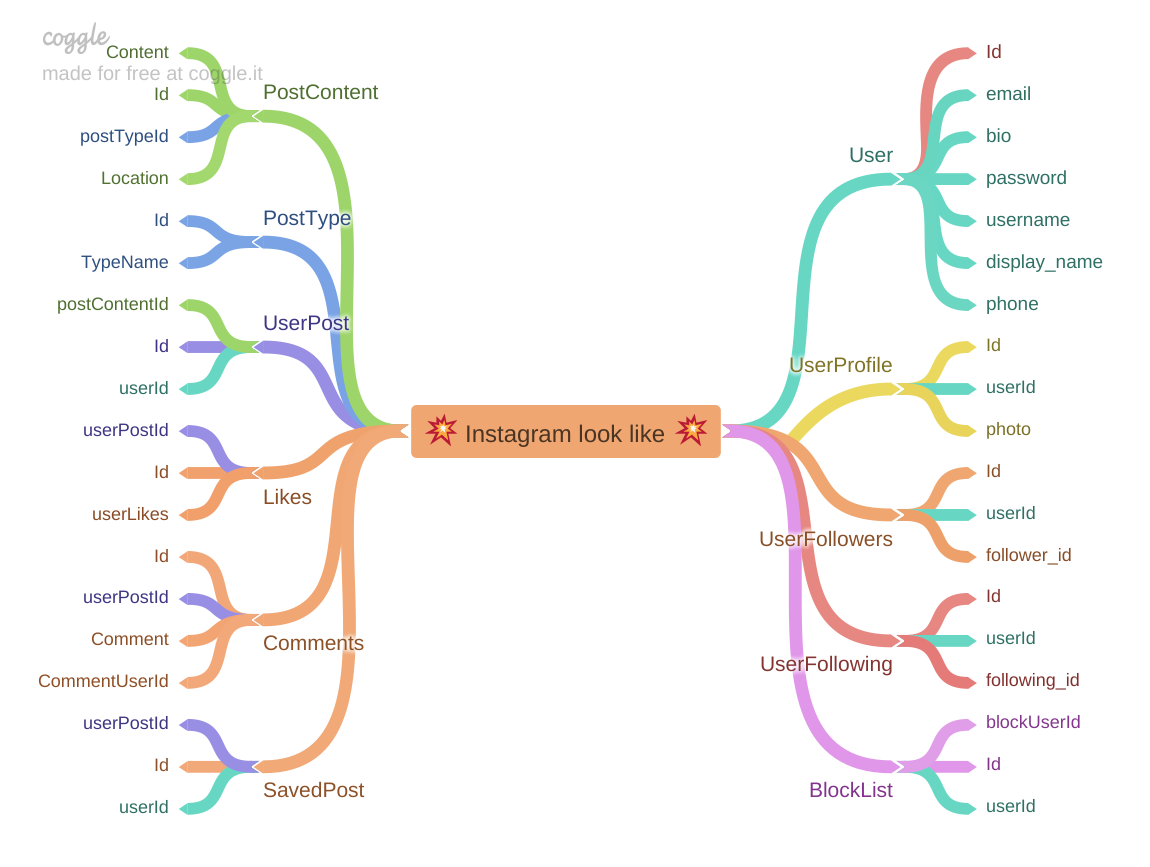 coggle
made for free at coggle.it
Content
Id
postTypeId
Location
PostContent
Id
TypeName
PostType
postContentId
Id
userId
UserPost
userPostId
Id
userLikes
Likes
Id
userPostId
Comment
CommentUserId
Comments
userPostId
Id
userId
SavedPost
💥 Instagram look like 💥
User
Id
email
bio
password
username
display_name
phone
UserProfile
Id
userId
photo
UserFollowers
Id
userId
follower_id
UserFollowing
Id
userId
following_id
BlockList
blockUserId
Id
userId